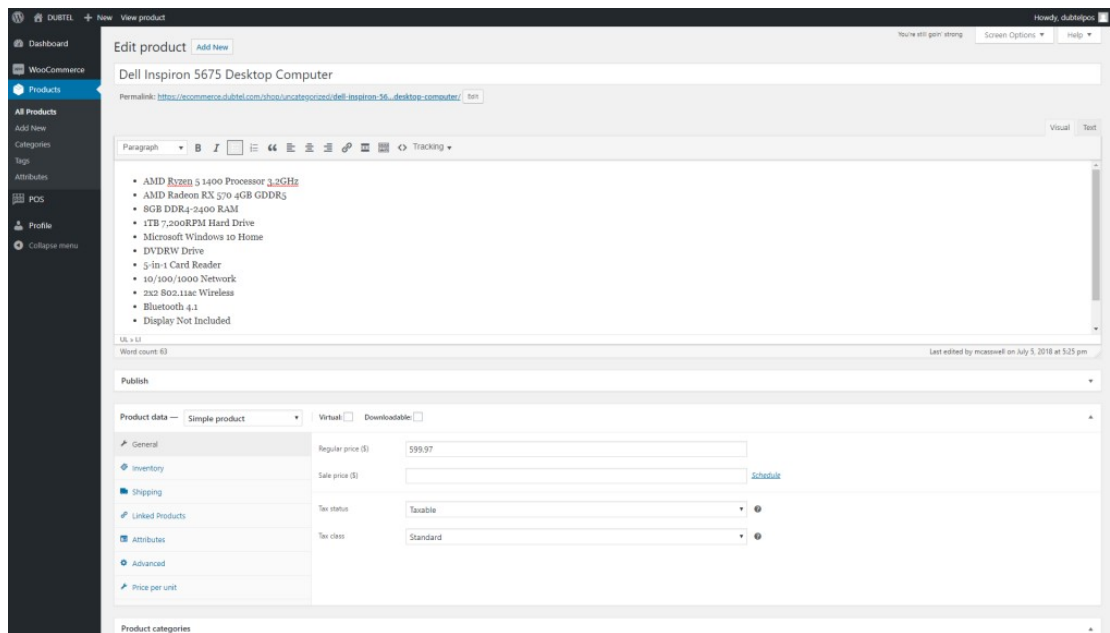 DUBTEL + New View product Howdy, dubtelpos
Dashboard
WooCommerce
Products
All Products
Add New
Categories
Tags
Attributes
POS
Profile
Collapse menu
You're still goin' strong Screen Options Help
Edit product Add New
Dell Inspiron 5675 Desktop Computer
Permalink: https://ecommerce.dubtel.com/shop/uncategorized/dell-inspiron-56...desktop-computer/ Edit
Visual Text
Paragraph B I Tracking
AMD Ryzen 5 1400 Processor 3.2GHz
AMD Radeon RX 570 4GB GDDR5
8GB DDR4-2400 RAM
1TB 7,200RPM Hard Drive
Microsoft Windows 10 Home
DVDRW Drive
5-in-1 Card Reader
10/100/1000 Network
2x2 802.11ac Wireless
Bluetooth 4.1
Display Not Included
UL » LI
Word count: 63 Last edited by mcasswell on July 5, 2018 at 5:25 pm
Publish
Product data — Simple product Virtual: Downloadable:
General
Inventory
Shipping
Linked Products
Attributes
Advanced
Price per unit
Regular price ($) 599.97
Sale price ($) Schedule
Tax status Taxable
Tax class Standard
Product categories